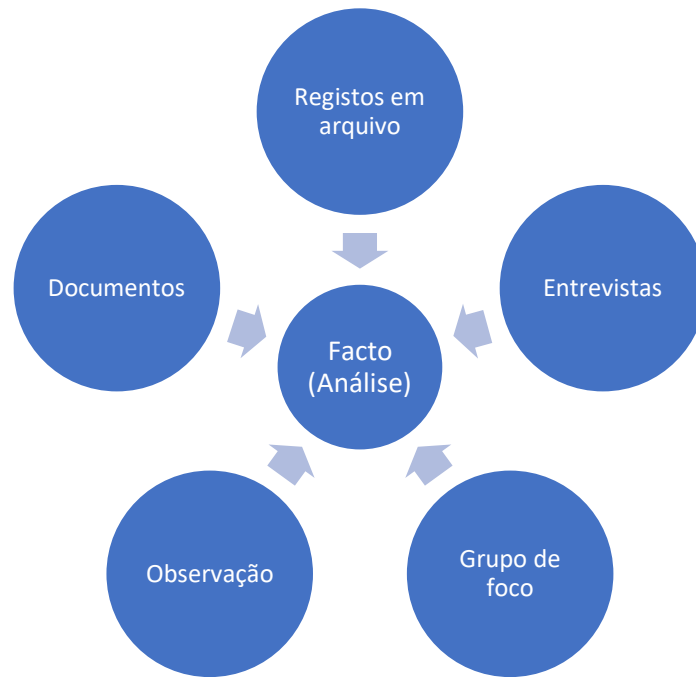 Registos em
arquivo
Documentos
Entrevistas
Facto
(Análise)
Observação
Grupo de
foco